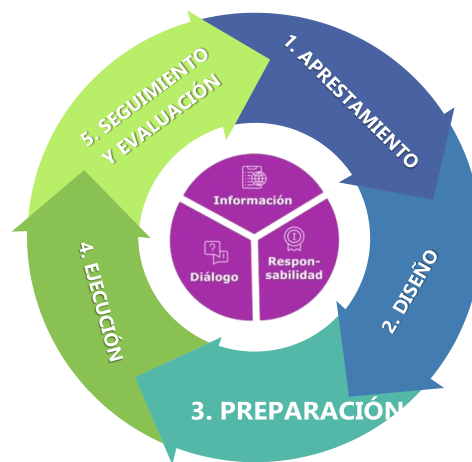 1. APRESTAMIENTO
2. DISEÑO
3. PREPARACIÓN
4. EJECUCIÓN
5. SEGUIMIENTO
Y EVALUACIÓN
Información
Diálogo
Respon-
sabilidad